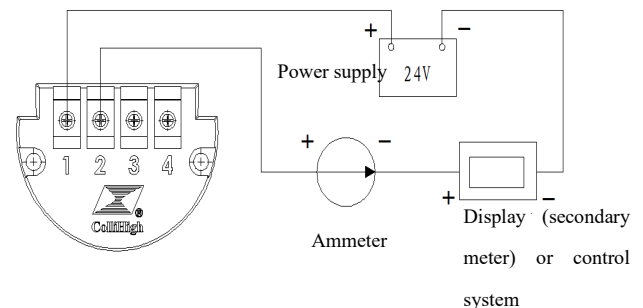 + −
Power supply 24V
1 2 3 4
®
ColliHigh
+ −
Ammeter
+ −
Display (secondary
meter) or control
system